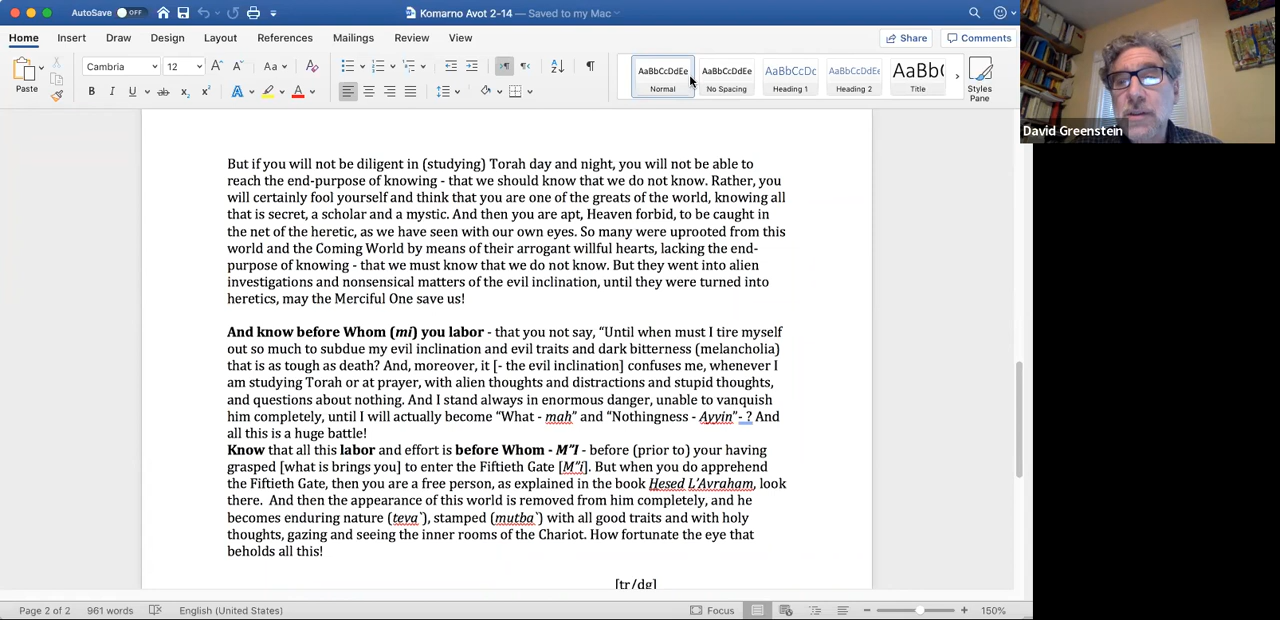 AutoSave OFF Komarno Avot 2-14 — Saved to my Mac
Home Insert Draw Design Layout References Mailings Review View Share Comments
Paste Cambria 12 AaBbCcDdEe AaBbCcDdEe AaBbCcDc AaBbCcDdEe AaBb( Styles Pane
Normal No Spacing Heading 1 Heading 2 Title
David Greenstein
But if you will not be diligent in (studying) Torah day and night, you will not be able to
reach the end-purpose of knowing - that we should know that we do not know. Rather, you
will certainly fool yourself and think that you are one of the greats of the world, knowing all
that is secret, a scholar and a mystic. And then you are apt, Heaven forbid, to be caught in
the net of the heretic, as we have seen with our own eyes. So many were uprooted from this
world and the Coming World by means of their arrogant willful hearts, lacking the end-
purpose of knowing - that we must know that we do not know. But they went into alien
investigations and nonsensical matters of the evil inclination, until they were turned into
heretics, may the Merciful One save us!
And know before Whom (mi) you labor - that you not say, “Until when must I tire myself
out so much to subdue my evil inclination and evil traits and dark bitterness (melancholia)
that is as tough as death? And, moreover, it [- the evil inclination] confuses me, whenever I
am studying Torah or at prayer, with alien thoughts and distractions and stupid thoughts,
and questions about nothing. And I stand always in enormous danger, unable to vanquish
him completely, until I will actually become “What - mah” and “Nothingness - Ayyin”- ? And
all this is a huge battle!
Know that all this labor and effort is before Whom - M”I - before (prior to) your having
grasped [what is brings you] to enter the Fiftieth Gate [M”i]. But when you do apprehend
the Fiftieth Gate, then you are a free person, as explained in the book Hesed L’Avraham, look
there. And then the appearance of this world is removed from him completely, and he
becomes enduring nature (teva`), stamped (mutba`) with all good traits and with holy
thoughts, gazing and seeing the inner rooms of the Chariot. How fortunate the eye that
beholds all this!
[tr/dg]
Page 2 of 2 961 words English (United States) Focus 150%